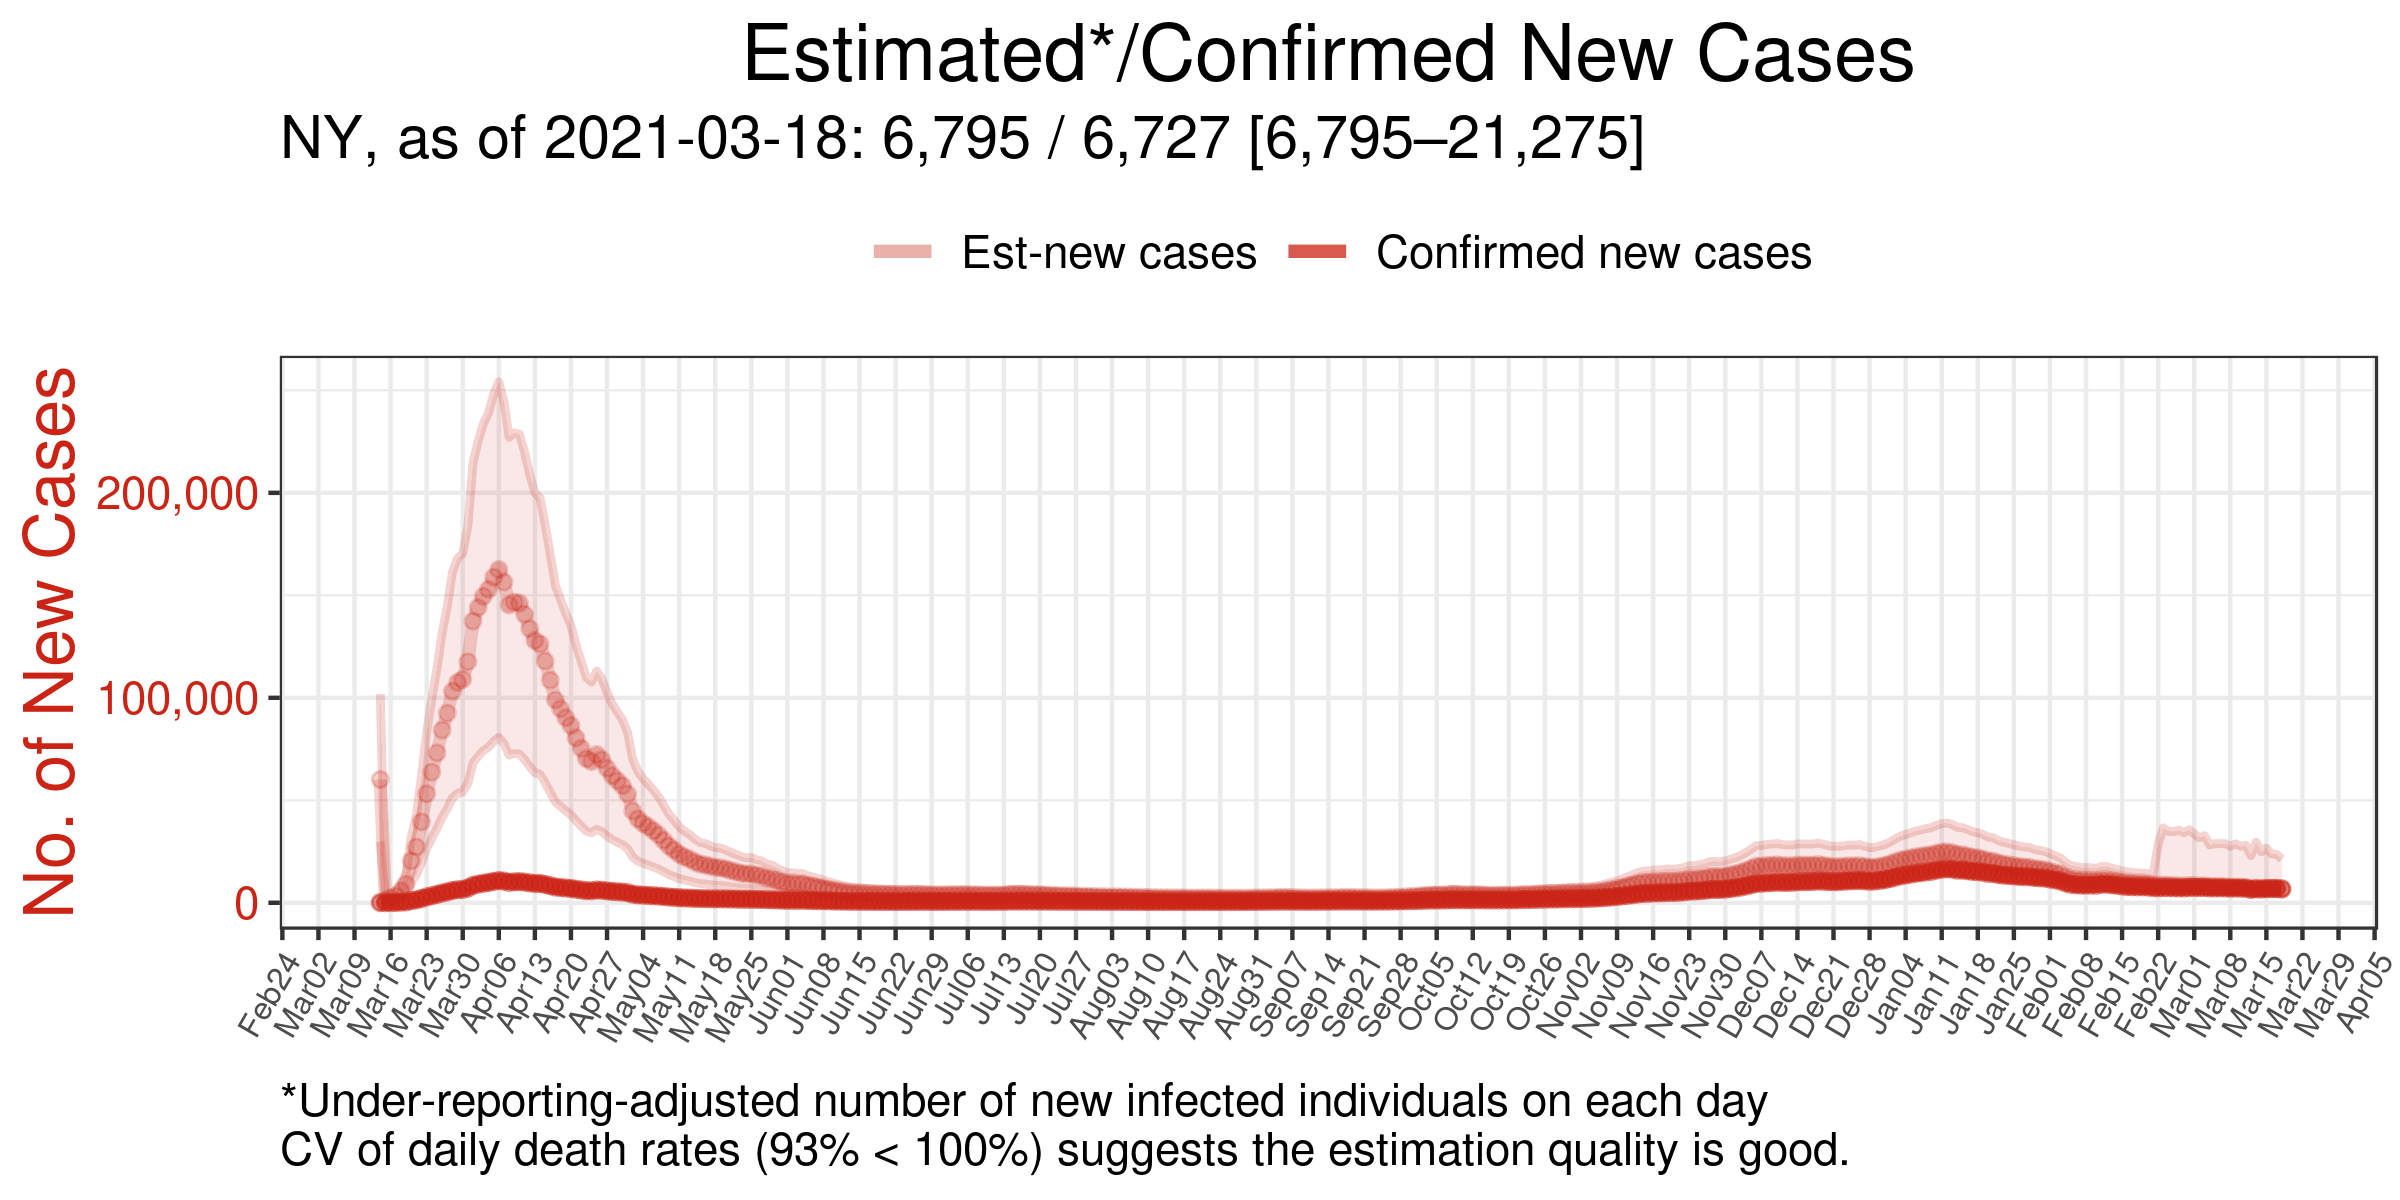 Estimated*/Confirmed New Cases
NY, as of 2021-03-18: 6,795 / 6,727 [6,795–21,275]
Est-new cases
Confirmed new cases
No. of New Cases
200,000
100,000
0
Feb24
Mar02
Mar09
Mar16
Mar23
Mar30
Apr06
Apr13
Apr20
Apr27
May04
May11
May18
May25
Jun01
Jun08
Jun15
Jun22
Jun29
Jul06
Jul13
Jul20
Jul27
Aug03
Aug10
Aug17
Aug24
Aug31
Sep07
Sep14
Sep21
Sep28
Oct05
Oct12
Oct19
Oct26
Nov02
Nov09
Nov16
Nov23
Nov30
Dec07
Dec14
Dec21
Dec28
Jan04
Jan11
Jan18
Jan25
Feb01
Feb08
Feb15
Feb22
Mar01
Mar08
Mar15
Mar22
Mar29
Apr05
*Under-reporting-adjusted number of new infected individuals on each day
CV of daily death rates (93% < 100%) suggests the estimation quality is good.